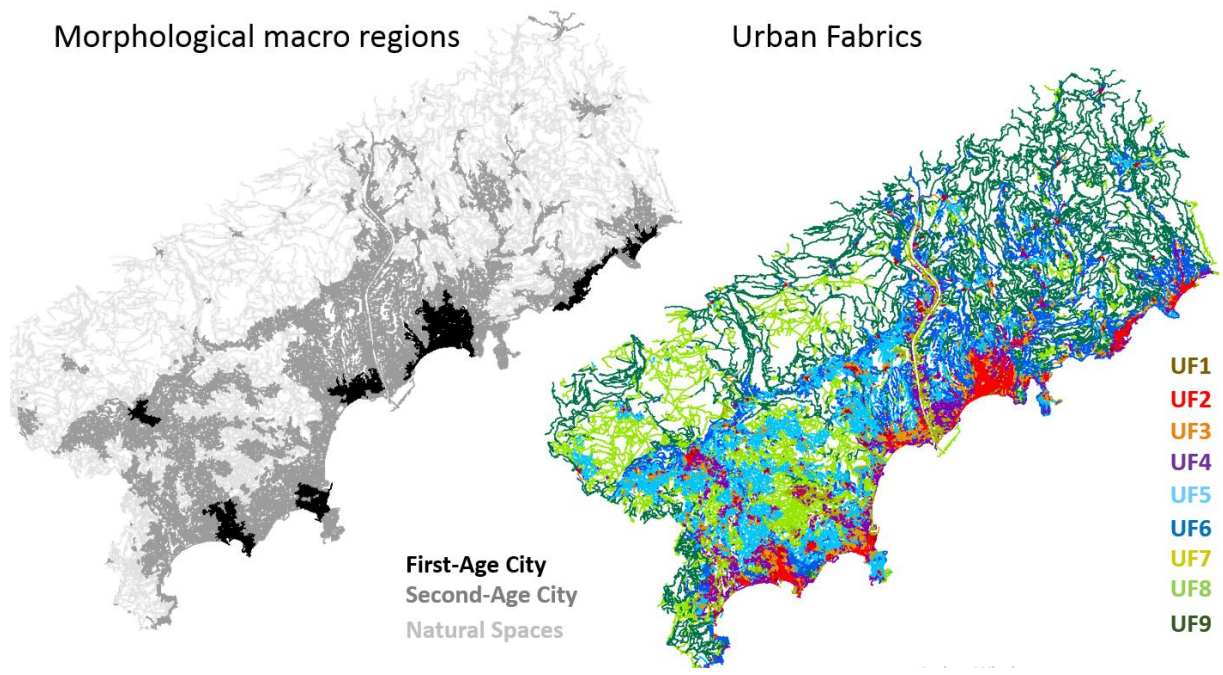 Morphological macro regions
Urban Fabrics
First-Age City
Second-Age City
Natural Spaces
UF1
UF2
UF3
UF4
UF5
UF6
UF7
UF8
UF9